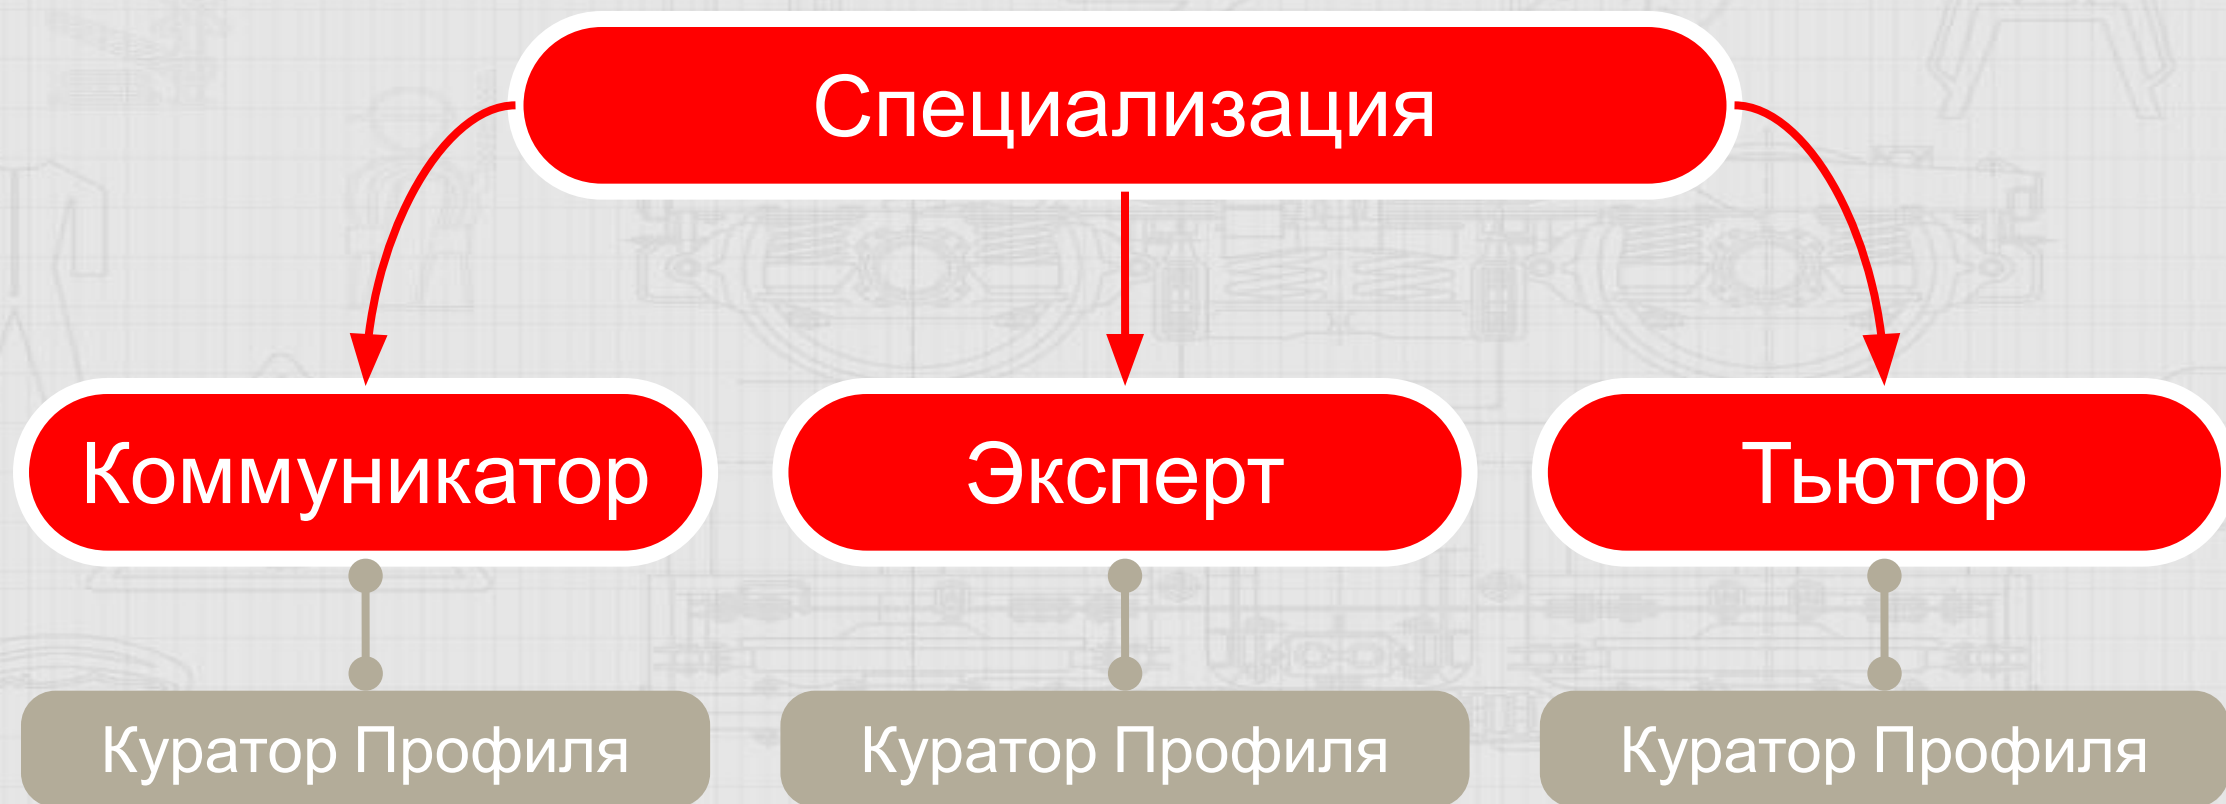 Специализация
Коммуникатор
Эксперт
Тьютор
Куратор Профиля
Куратор Профиля
Куратор Профиля